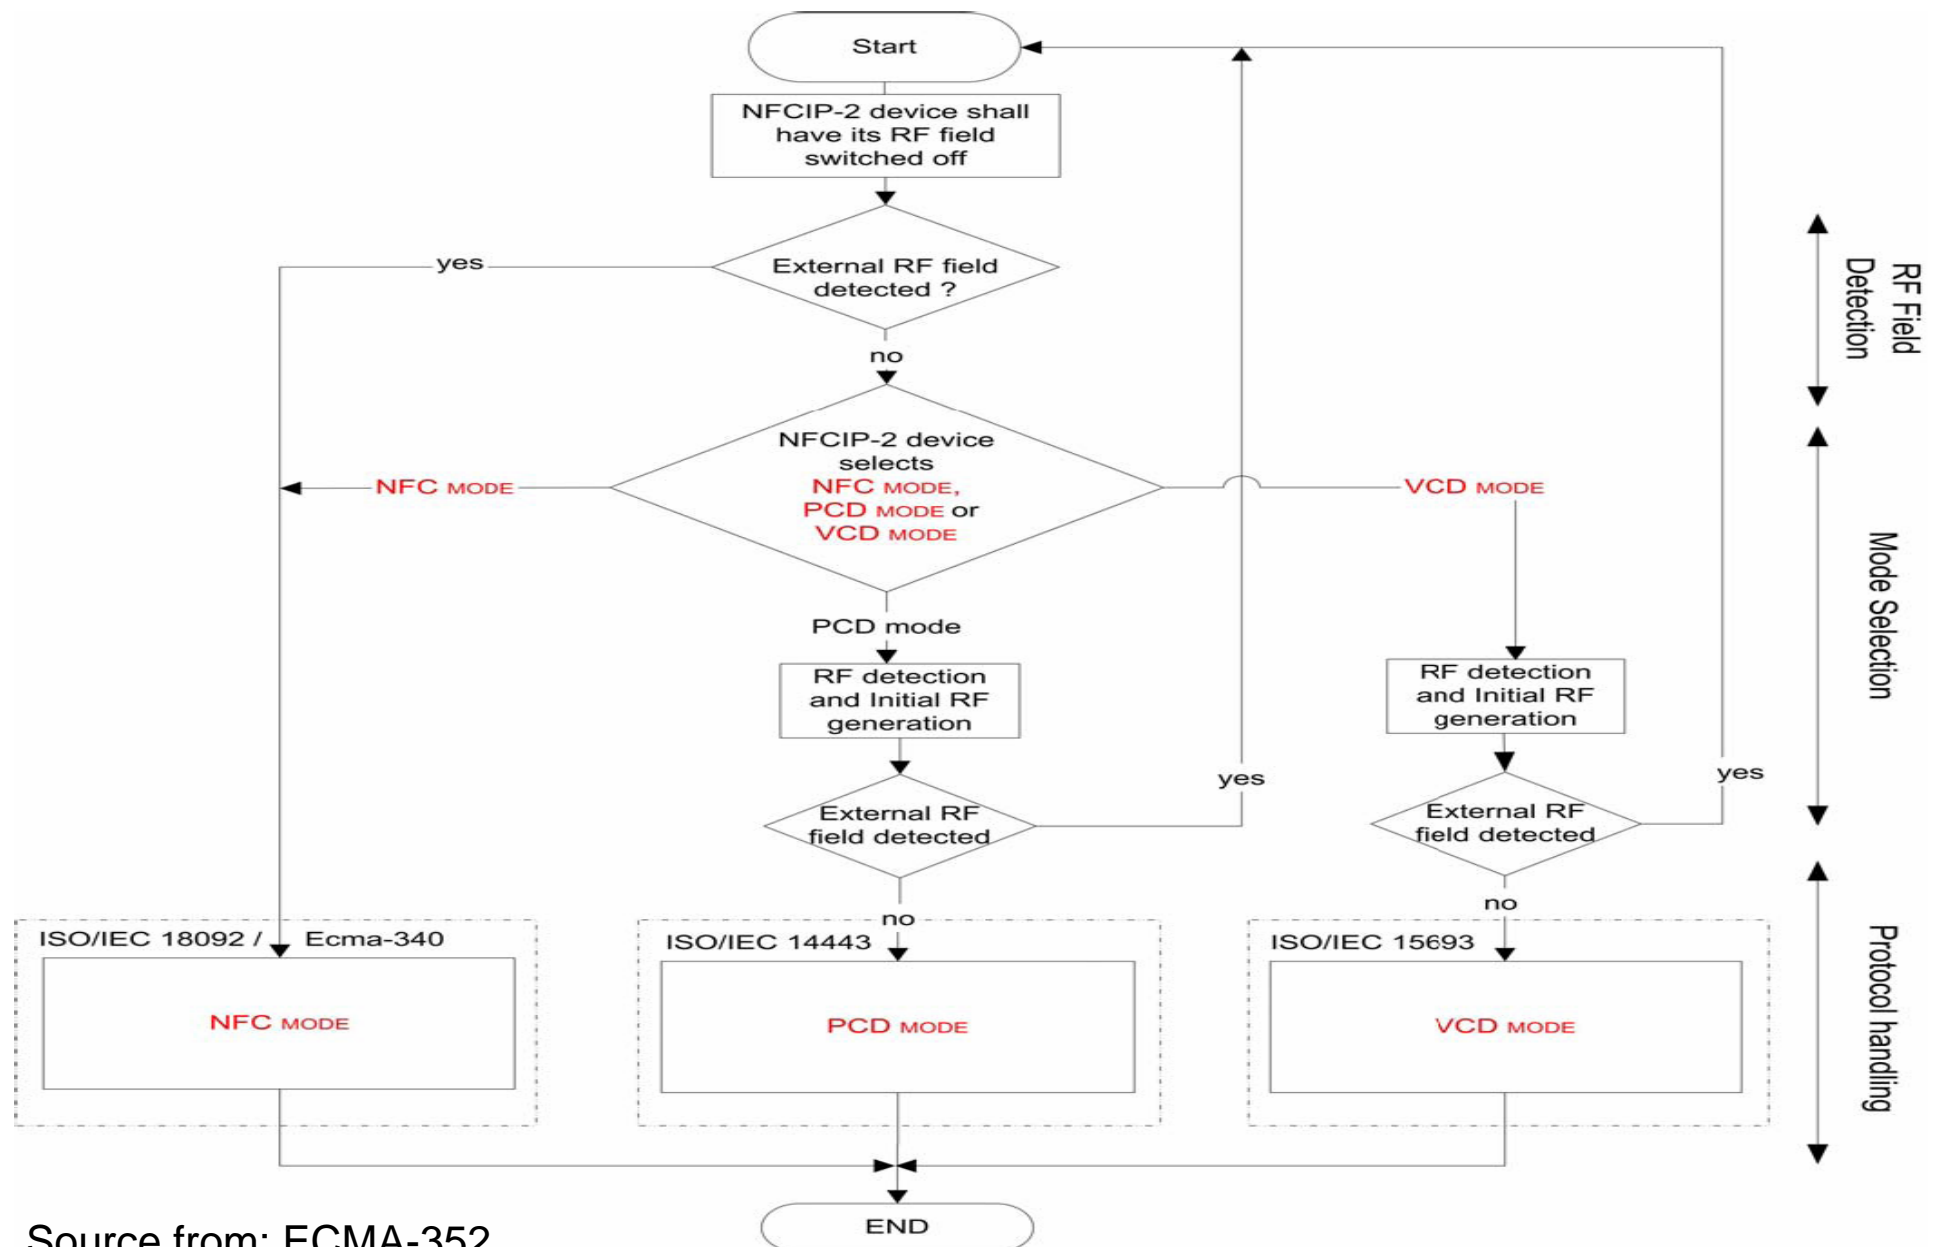 Start
NFCIP-2 device shall
have its RF field
switched off
External RF field
detected ?
yes
no
RF Field
Detection
NFCIP-2 device
selects
NFC MODE,
PCD MODE or
VCD MODE
NFC MODE
VCD MODE
PCD mode
Mode Selection
RF detection
and Initial RF
generation
RF detection
and Initial RF
generation
External RF
field detected
yes
External RF
field detected
yes
no
no
ISO/IEC 18092 / Ecma-340
NFC MODE
ISO/IEC 14443
PCD MODE
ISO/IEC 15693
VCD MODE
Protocol handling
END
Source from: ECMA-352